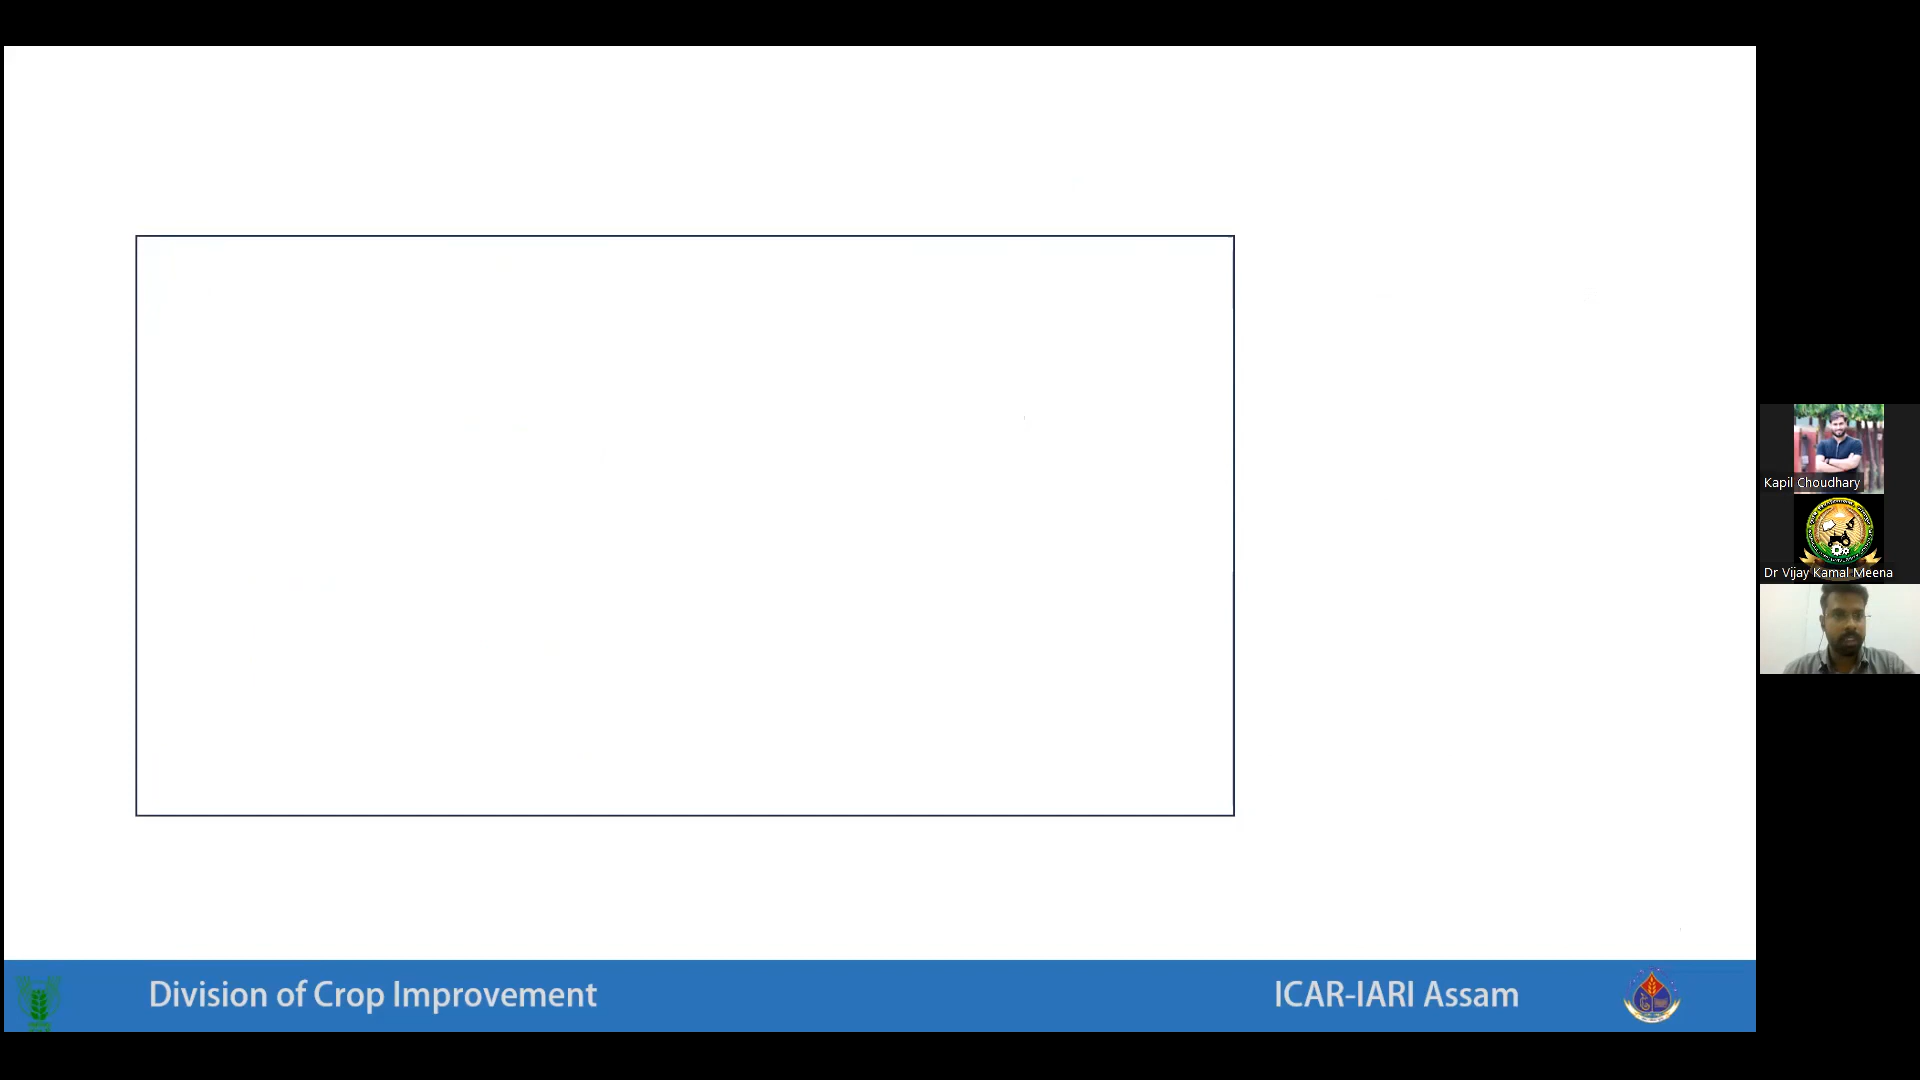 Kapil Choudhary
Dr Vijay Kamal Meena
Division of Crop Improvement
ICAR-IARI Assam